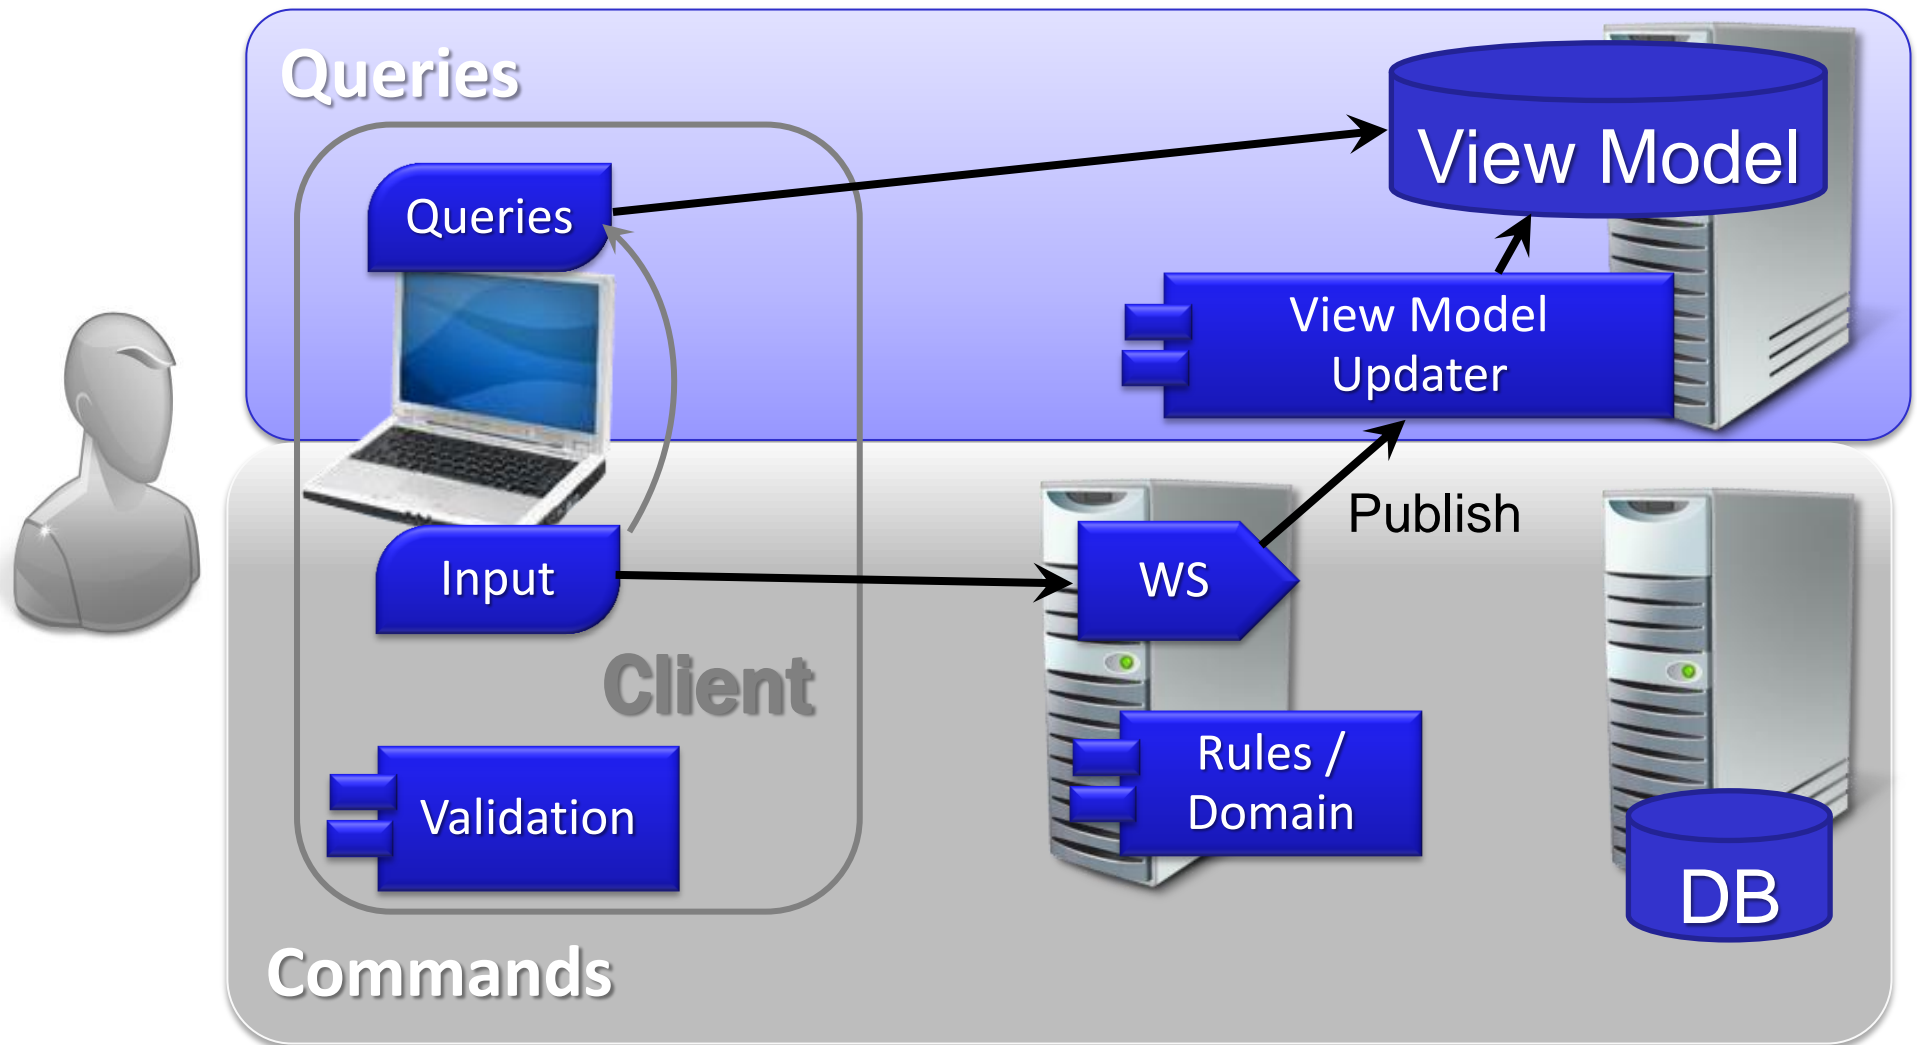 Queries
View Model
Queries
View Model
Updater
Publish
Input
WS
Client
Rules /
Domain
Validation
DB
Commands